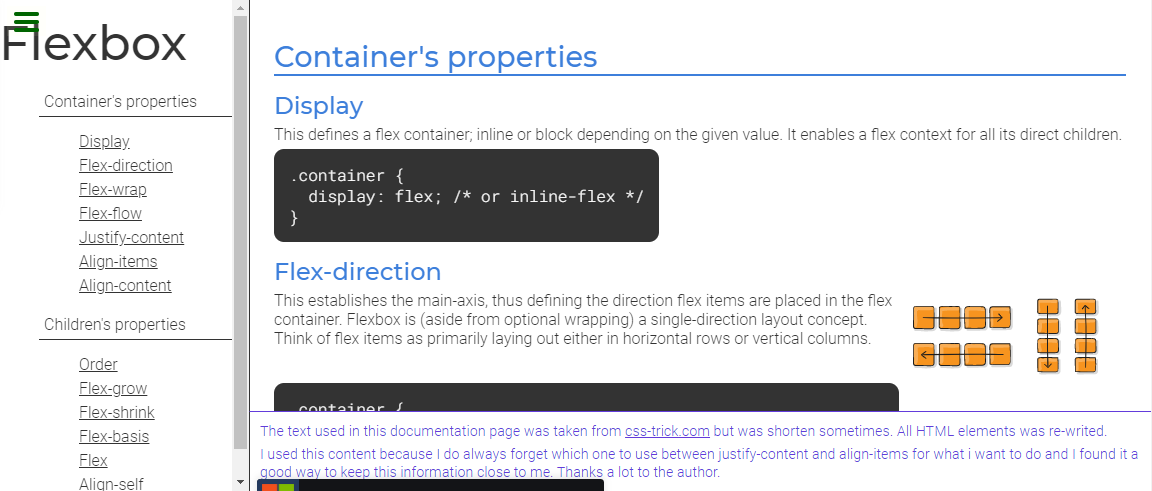 Flexbox
Container's properties
Display
Flex-direction
Flex-wrap
Flex-flow
Justify-content
Align-items
Align-content
Children's properties
Order
Flex-grow
Flex-shrink
Flex-basis
Flex
Align-self
Container's properties
Display
This defines a flex container; inline or block depending on the given value. It enables a flex context for all its direct children.
.container {
display: flex; /* or inline-flex */
}
Flex-direction
This establishes the main-axis, thus defining the direction flex items are placed in the flex
container. Flexbox is (aside from optional wrapping) a single-direction layout concept.
Think of flex items as primarily laying out either in horizontal rows or vertical columns.
.container {
The text used in this documentation page was taken from css-trick.com but was shorten sometimes. All HTML elements was re-writed.
I used this content because I do always forget which one to use between justify-content and align-items for what i want to do and I found it a
good way to keep this information close to me. Thanks a lot to the author.